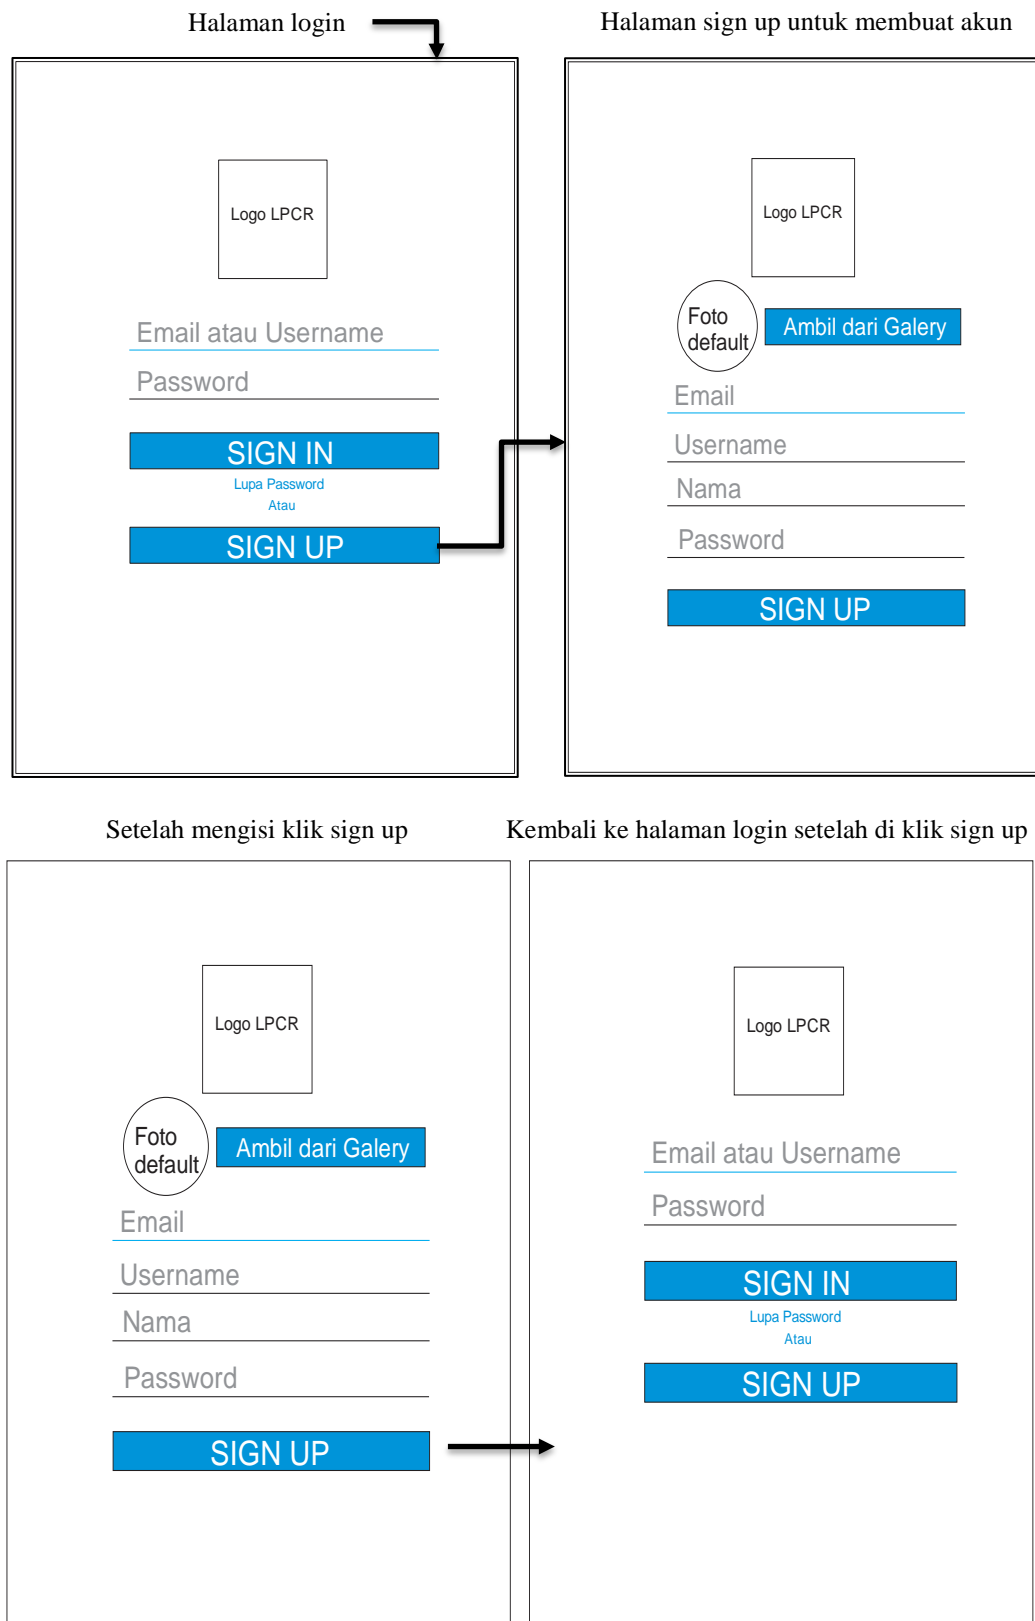 Halaman login
Halaman sign up untuk membuat akun
Logo LPCR
Email atau Username
Password
SIGN IN
Lupa Password
Atau
SIGN UP
Logo LPCR
Foto
default
Ambil dari Galery
Email
Username
Nama
Password
SIGN UP
Setelah mengisi klik sign up
Kembali ke halaman login setelah di klik sign up
Logo LPCR
Foto
default
Ambil dari Galery
Email
Username
Nama
Password
SIGN UP
Logo LPCR
Email atau Username
Password
SIGN IN
Lupa Password
Atau
SIGN UP